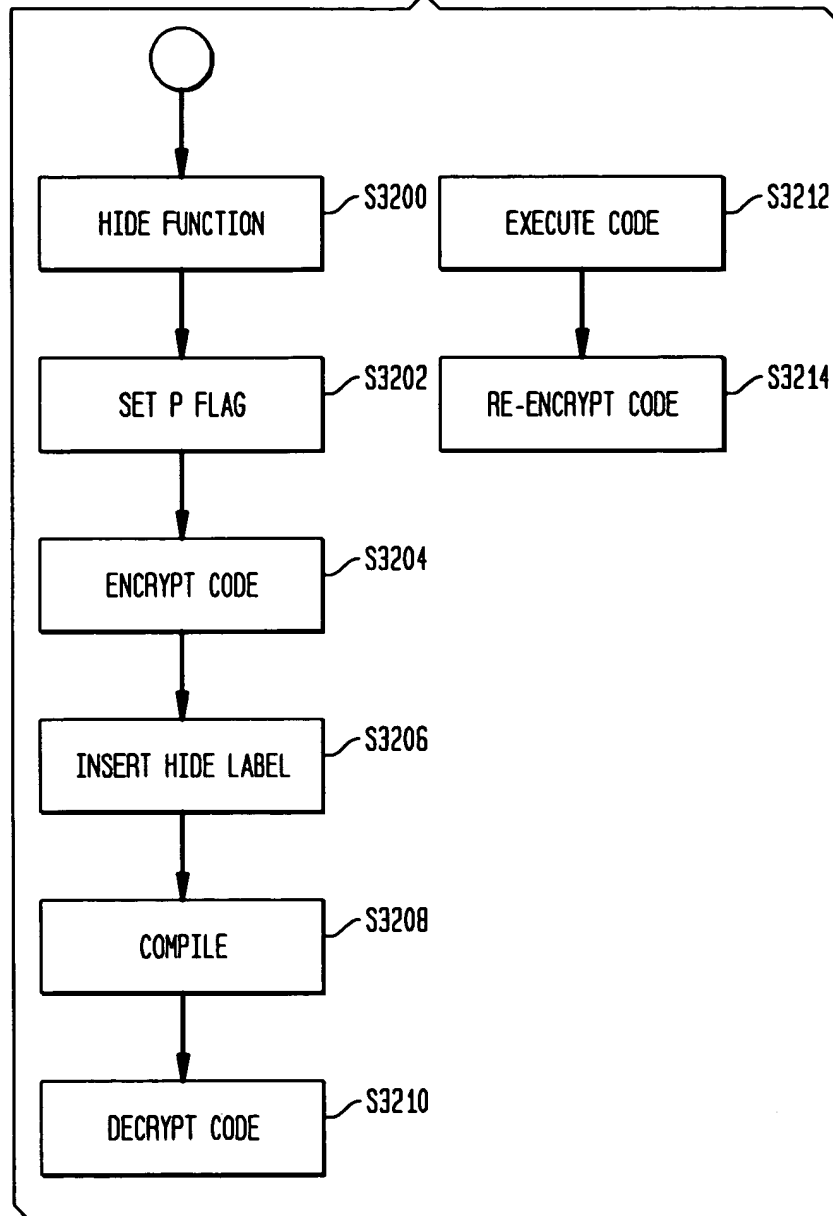 HIDE FUNCTION
S3200
SET P FLAG
S3202
ENCRYPT CODE
S3204
INSERT HIDE LABEL
S3206
COMPILE
S3208
DECRYPT CODE
S3210
EXECUTE CODE
S3212
RE-ENCRYPT CODE
S3214